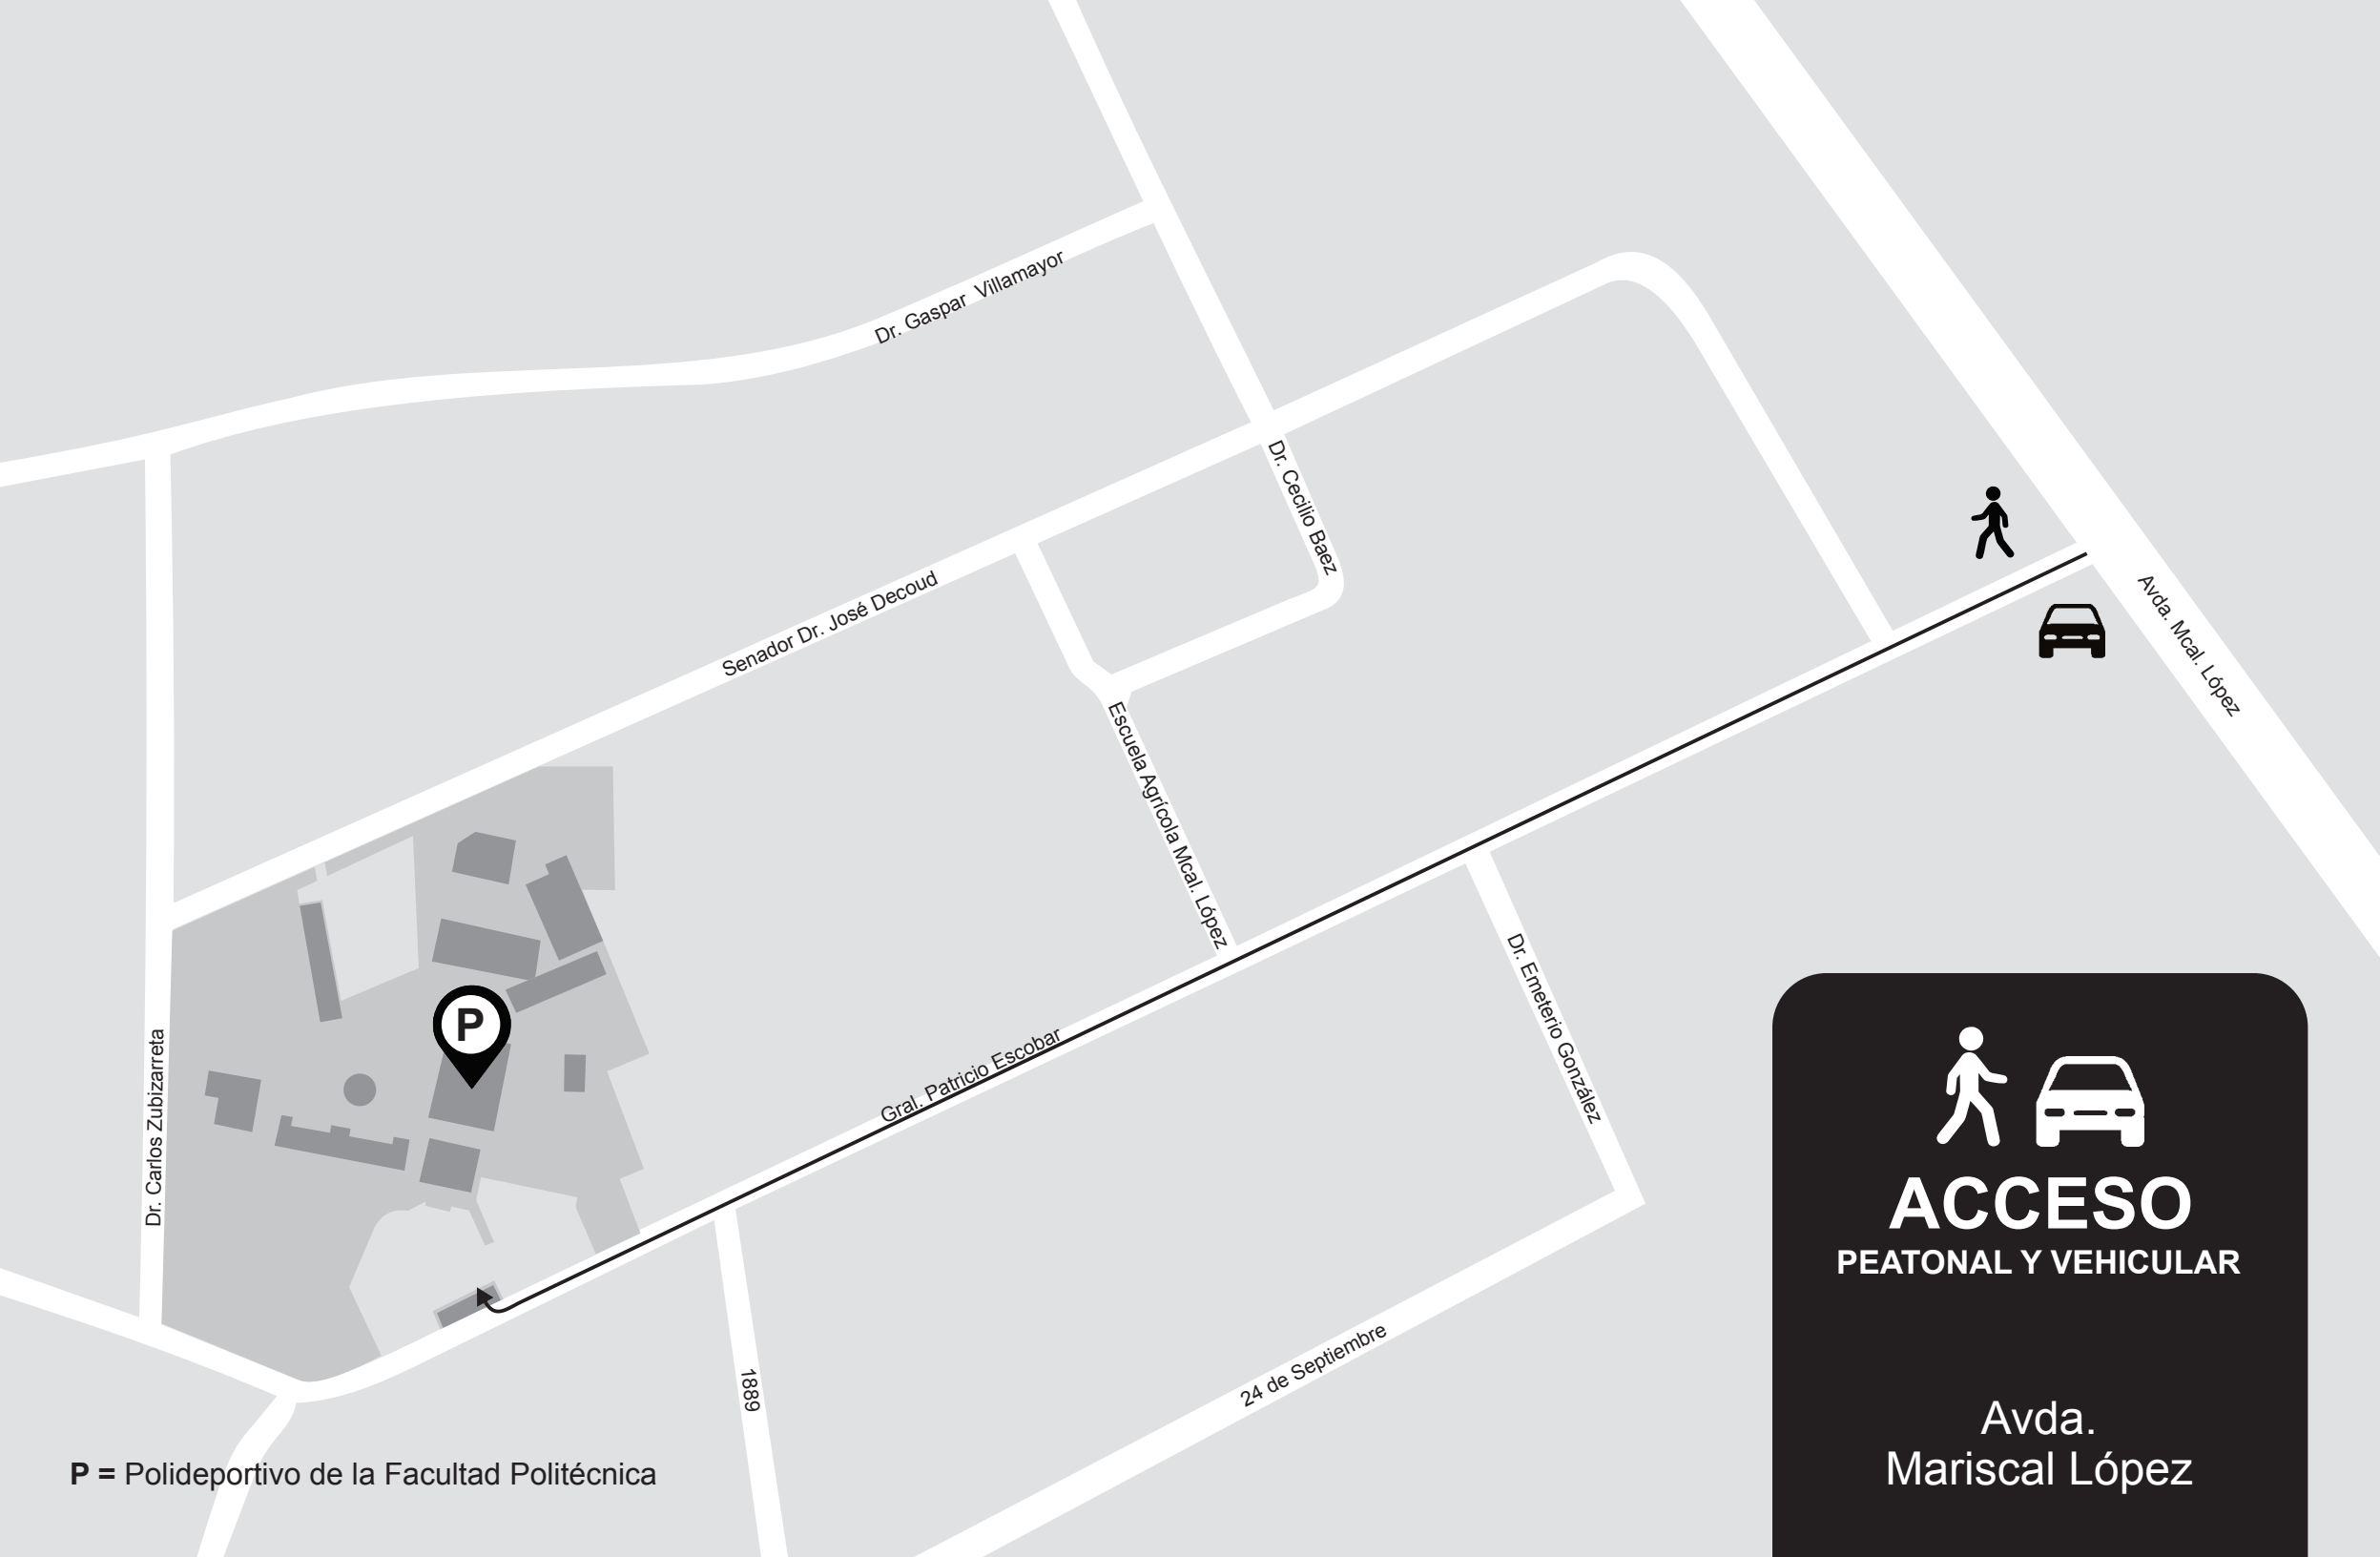 Dr. Gaspar Villamayor
Dr. Cecilio Baez
Senador Dr. José Decoud
Avda. Mcal. López
Escuela Agrícola Mcal. López
Dr. Emeterio González
P
Gral. Patricio Escobar
Dr. Carlos Zubizarreta
24 de Septiembre
1889
P = Polideportivo de la Facultad Politécnica
ACCESO
PEATONAL Y VEHICULAR
Avda.
Mariscal López